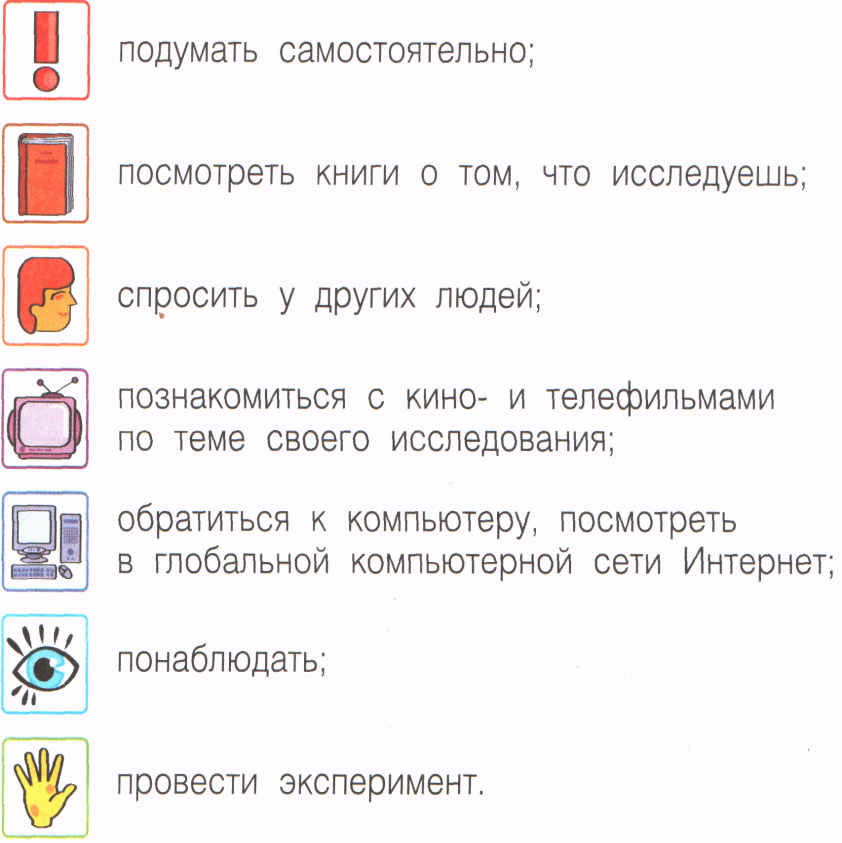 подумать самостоятельно;
посмотреть книги о том, что исследуешь;
спросить у других людей;
познакомиться с кино- и телефильмами
по теме своего исследования;
обратиться к компьютеру, посмотреть
в глобальной компьютерной сети Интернет;
понаблюдать;
провести эксперимент.